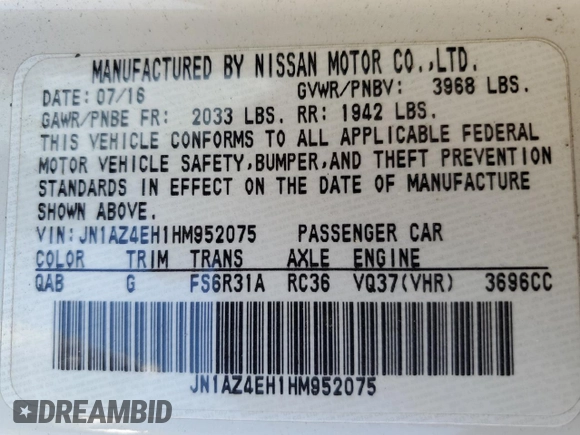 MANUFACTURED BY NISSAN MOTOR CO.,LTD.
DATE: 07/16 GVWR/PNBV: 3968 LBS.
GAWR/PNBE FR: 2033 LBS. RR: 1942 LBS.
THIS VEHICLE CONFORMS TO ALL APPLICABLE FEDERAL
MOTOR VEHICLE SAFETY,BUMPER,AND THEFT PREVENTION
STANDARDS IN EFFECT ON THE DATE OF MANUFACTURE
SHOWN ABOVE.
VIN:JN1AZ4EH1HM952075 PASSENGER CAR
COLOR TRIM TRANS AXLE ENGINE
QAB G FS6R31A RC36 VQ37(VHR) 3696CC
JN1AZ4EH1HM952075
DREAMBID